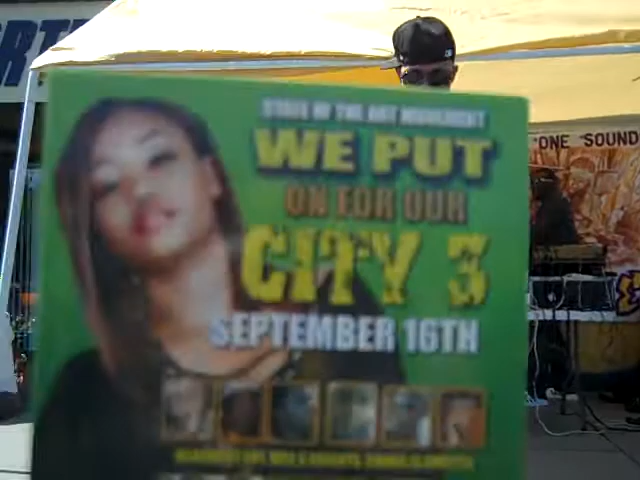 STATE OF THE ART MOVEMENT
WE PUT
ON FOR OUR
CITY 3
SEPTEMBER 16TH
ONE SOUND